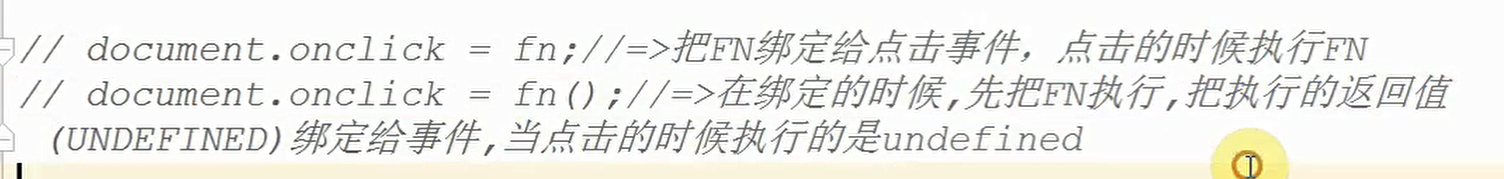 // document.onclick = fn;//=>把FN绑定给点击事件，点击的时候执行FN
// document.onclick = fn();//=>在绑定的时候,先把FN执行,把执行的返回值
(UNDEFINED)绑定给事件,当点击的时候执行的是undefined